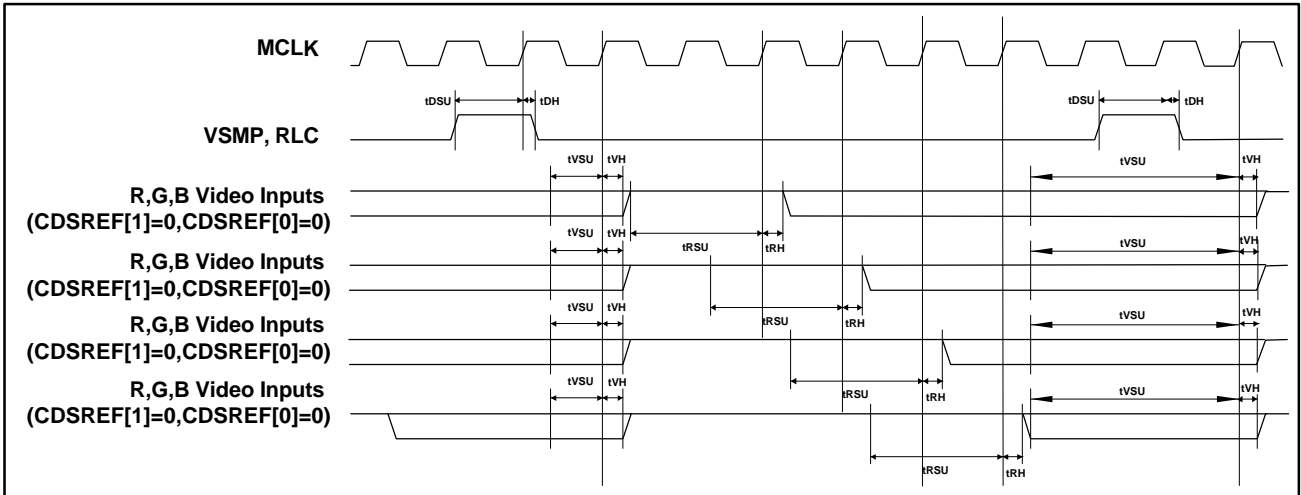 MCLK
tDSU tDH tDSU tDH
VSMP, RLC
tVSU tVH tVSU tVH
R,G,B Video Inputs
(CDSREF[1]=0,CDSREF[0]=0)
tRSU tRH
tVSU tVH tVSU tVH
R,G,B Video Inputs
(CDSREF[1]=0,CDSREF[0]=0)
tRSU tRH
tVSU tVH tVSU tVH
R,G,B Video Inputs
(CDSREF[1]=0,CDSREF[0]=0)
tRSU tRH
tVSU tVH tVSU tVH
R,G,B Video Inputs
(CDSREF[1]=0,CDSREF[0]=0)
tRSU tRH